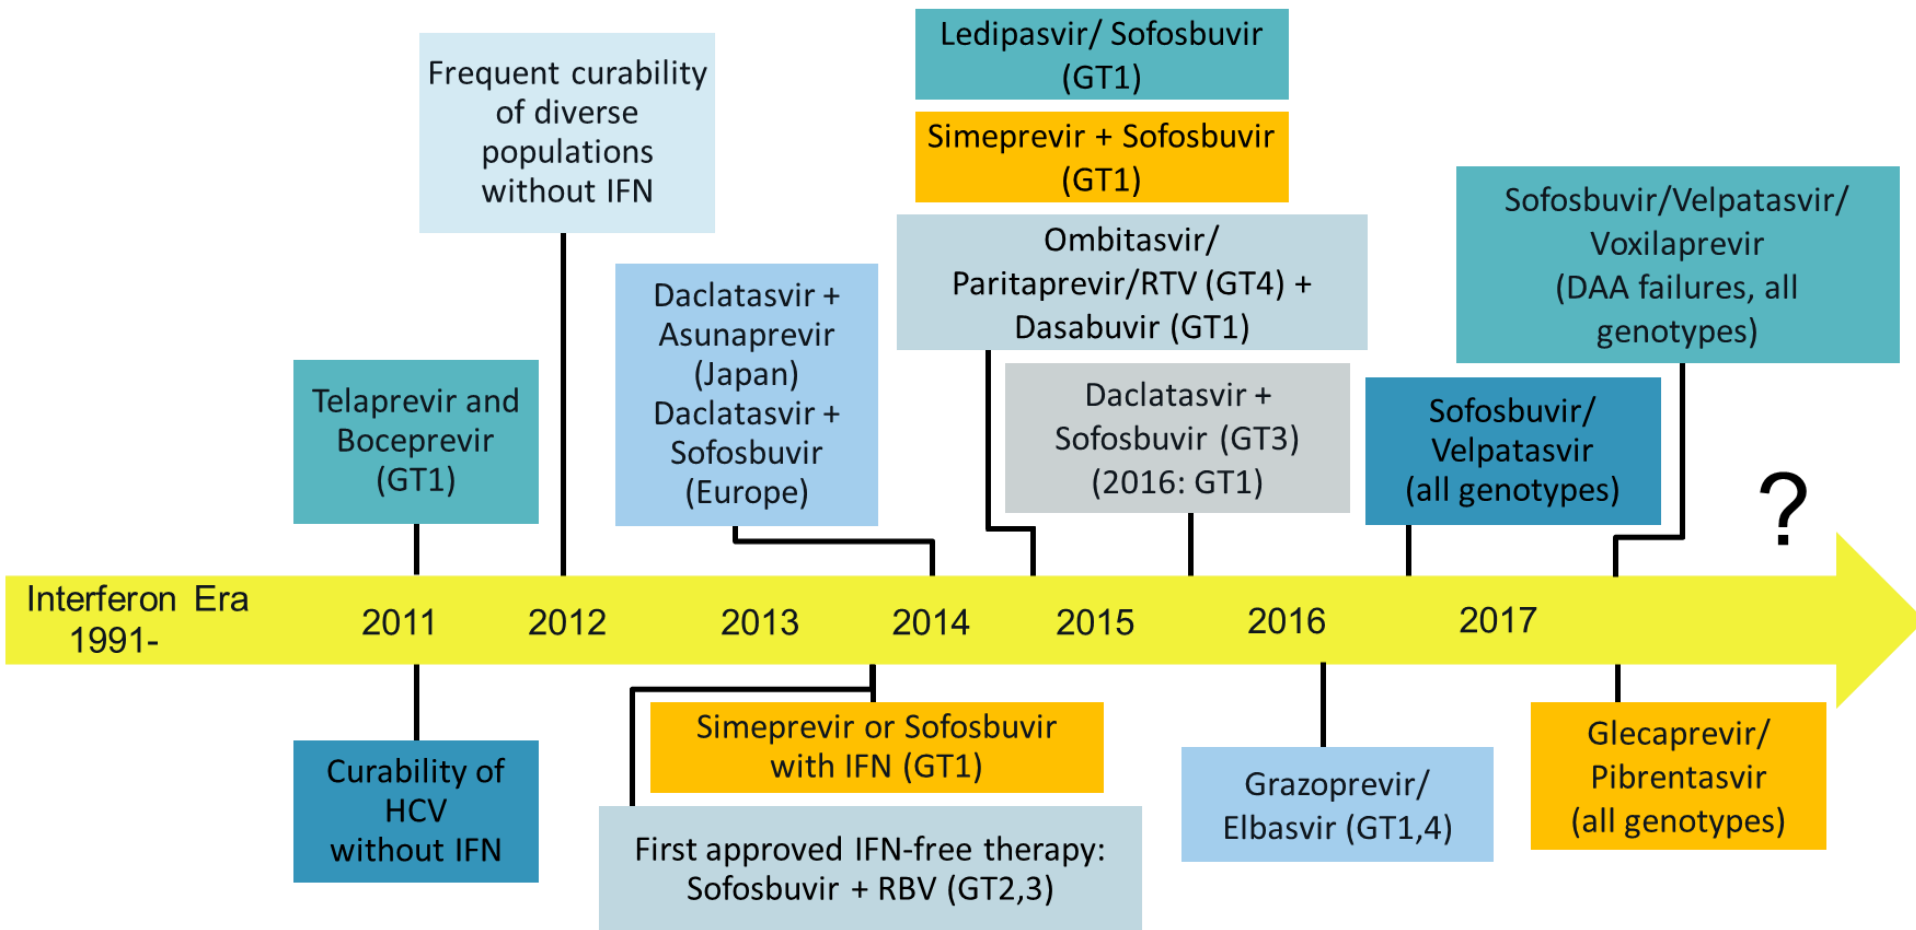 Ledipasvir/ Sofosbuvir
(GT1)
Frequent curability
of diverse
populations
without IFN
Simeprevir + Sofosbuvir
(GT1)
Sofosbuvir/Velpatasvir/
Voxilaprevir
(DAA failures, all
genotypes)
Ombitasvir/
Paritaprevir/RTV (GT4) +
Dasabuvir (GT1)
Daclatasvir +
Asunaprevir
(Japan)
Daclatasvir +
Sofosbuvir
(Europe)
Telaprevir and
Boceprevir
(GT1)
Daclatasvir +
Sofosbuvir (GT3)
(2016: GT1)
Sofosbuvir/
Velpatasvir
(all genotypes)
?
Interferon Era
1991-
2011
2012
2013
2014
2015
2016
2017
Curability of
HCV
without IFN
Simeprevir or Sofosbuvir
with IFN (GT1)
First approved IFN-free therapy:
Sofosbuvir + RBV (GT2,3)
Grazoprevir/
Elbasvir (GT1,4)
Glecaprevir/
Pibrentasvir
(all genotypes)